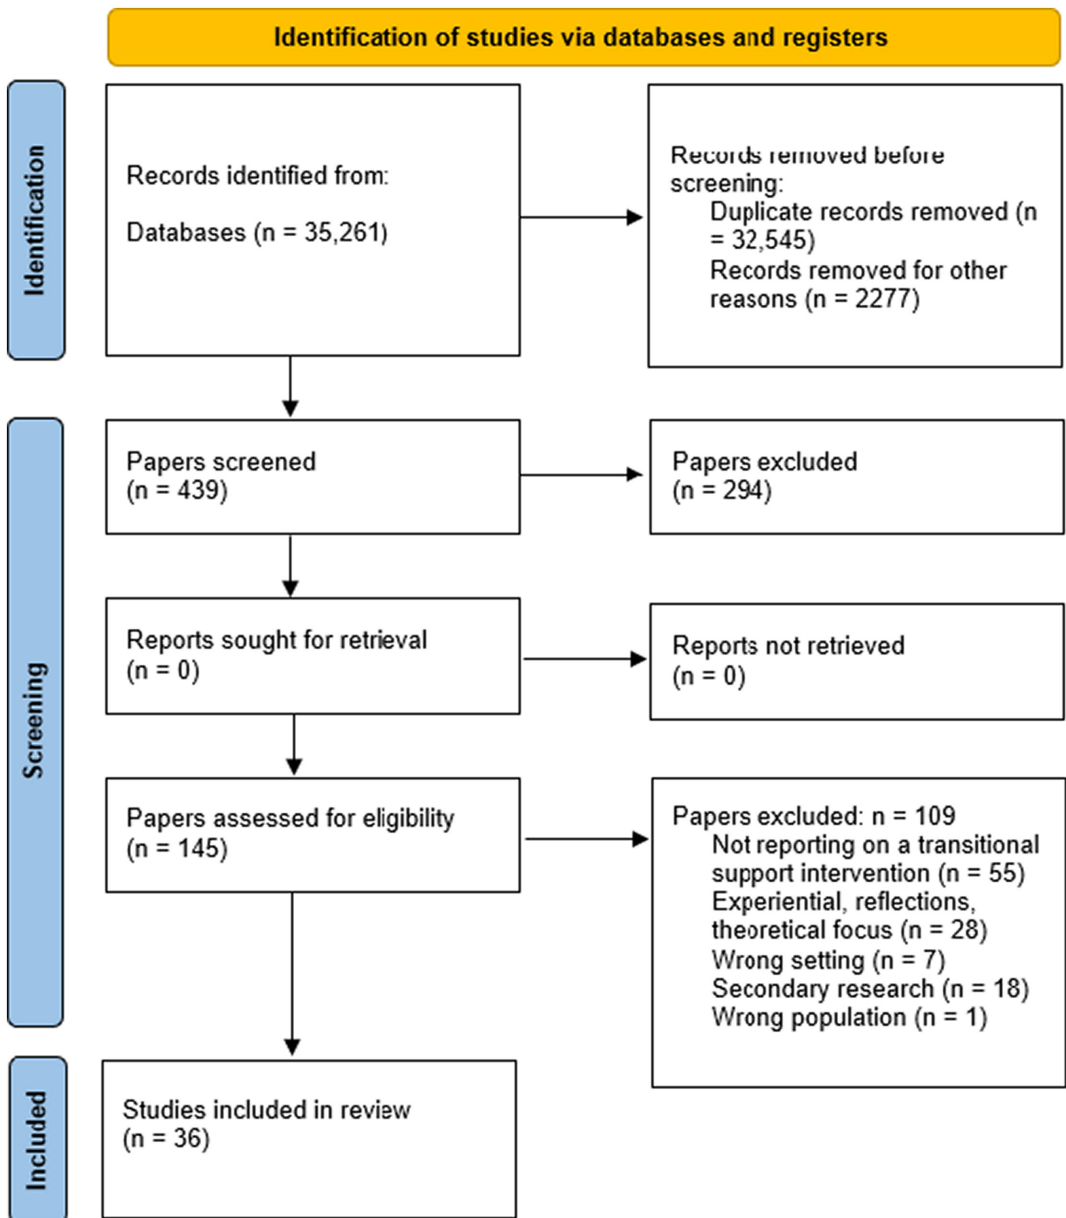 Identification of studies via databases and registers
Identification
Records identified from:
Databases (n = 35,261)
Records removed before
screening:
Duplicate records removed (n
= 32,545)
Records removed for other
reasons (n = 2277)
Screening
Papers screened
(n = 439)
Papers excluded
(n = 294)
Reports sought for retrieval
(n = 0)
Reports not retrieved
(n = 0)
Papers assessed for eligibility
(n = 145)
Papers excluded: n = 109
Not reporting on a transitional
support intervention (n = 55)
Experiential, reflections,
theoretical focus (n = 28)
Wrong setting (n = 7)
Secondary research (n = 18)
Wrong population (n = 1)
Included
Studies included in review
(n = 36)